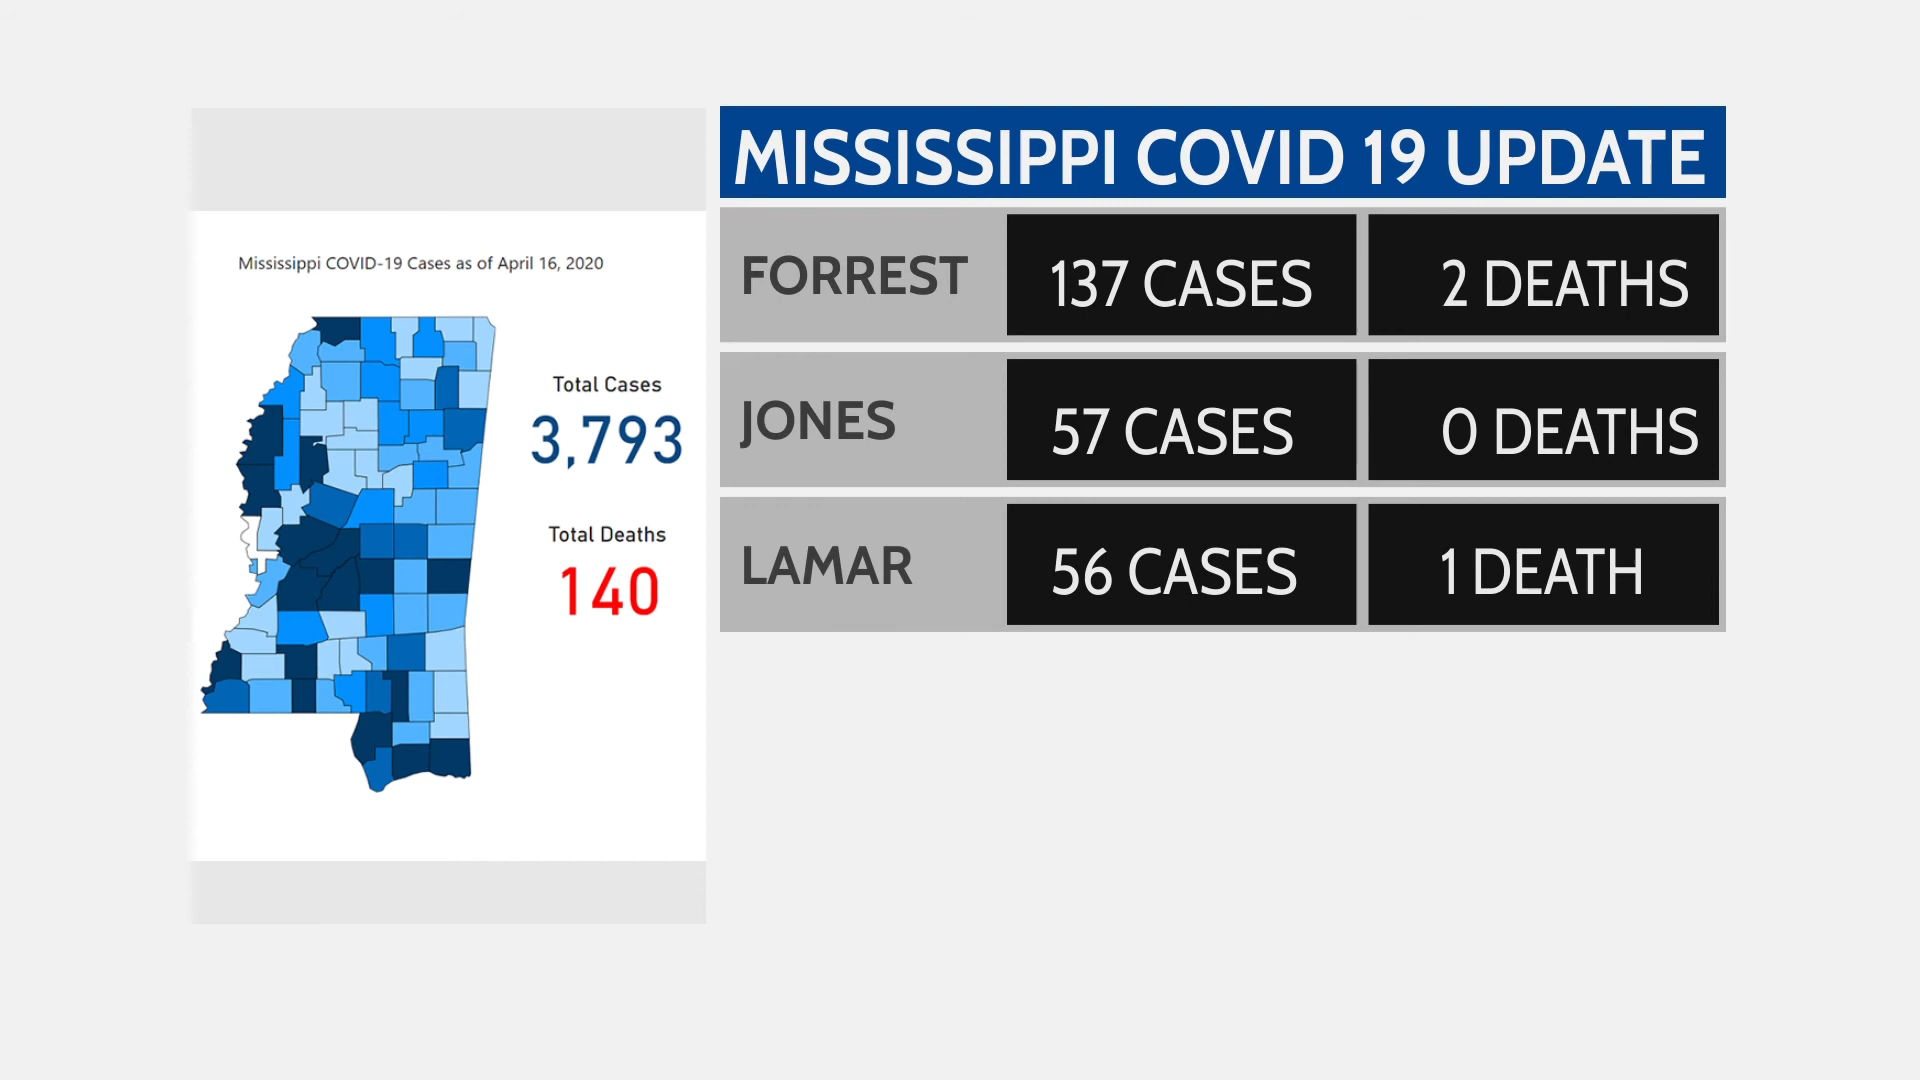 Mississippi COVID-19 Cases as of April 16, 2020
Total Cases
3,793
Total Deaths
140
MISSISSIPPI COVID 19 UPDATE
FORREST 137 CASES 2 DEATHS
JONES 57 CASES 0 DEATHS
LAMAR 56 CASES 1 DEATH